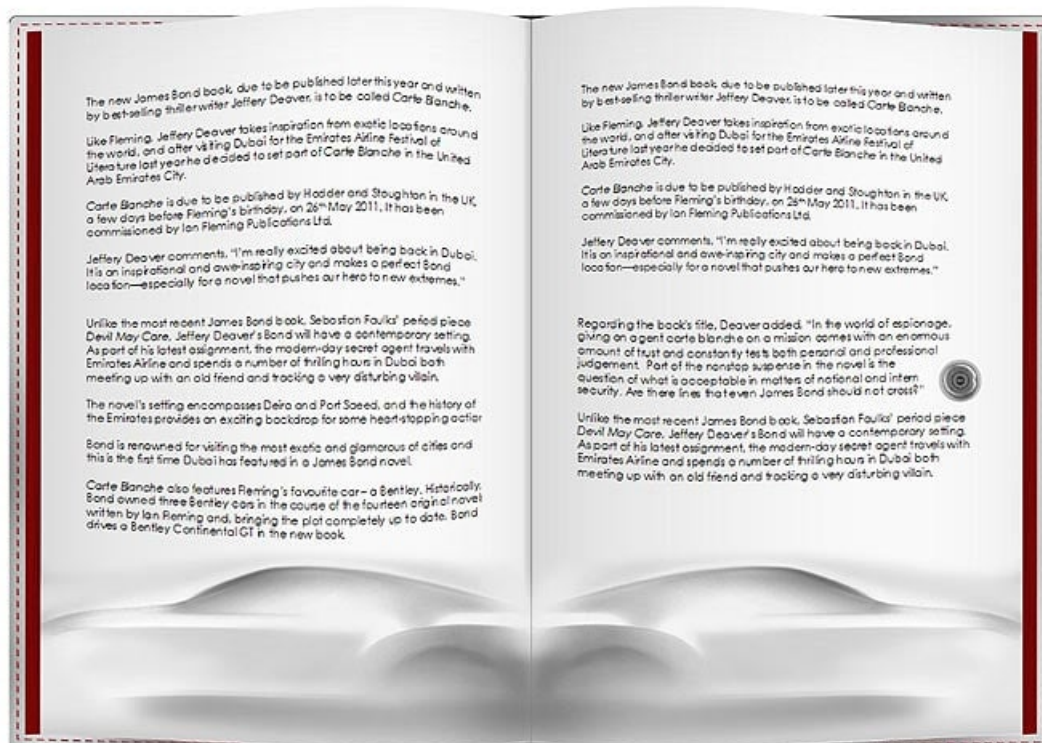 The new James Bond book, due to be published later this year and written
by best-selling thriller writer Jeffery Deaver, is to be called Carte Blanche.
Like Fleming, Jeffery Deaver takes inspiration from exotic locations around
the world, and after visiting Dubai for the Emirates Airline Festival of
Literature last year he decided to set part of Carte Blanche in the United
Arab Emirates City.
Carte Blanche is due to be published by Hodder and Stoughton in the UK,
a few days before Fleming's birthday, on 26th May 2011. It has been
commissioned by Ian Fleming Publications Ltd.
Jeffery Deaver comments, "I'm really excited about being back in Dubai.
It is an inspirational and awe-inspiring city and makes a perfect Bond
location—especially for a novel that pushes our hero to new extremes."
Unlike the most recent James Bond book, Sebastian Faulks' period piece
Devil May Care, Jeffery Deaver's Bond will have a contemporary setting.
As part of his latest assignment, the modern-day secret agent travels with
Emirates Airline and spends a number of thrilling hours in Dubai both
meeting up with an old friend and tracking a very disturbing villain.
The novel's setting encompasses Deira and Port Saeed, and the history of
the Emirates provides an exciting backdrop for some heart-stopping action
Bond is renowned for visiting the most exotic and glamorous of cities and
this is the first time Dubai has featured in a James Bond novel.
Carte Blanche also features Fleming's favourite car – a Bentley. Historically,
Bond owned three Bentley cars in the course of the fourteen original novels
written by Ian Fleming and, bringing the plot completely up to date, Bond
drives a Bentley Continental GT in the new book.
The new James Bond book, due to be published later this year and written
by best-selling thriller writer Jeffery Deaver, is to be called Carte Blanche.
Like Fleming, Jeffery Deaver takes inspiration from exotic locations around
the world, and after visiting Dubai for the Emirates Airline Festival of
Literature last year he decided to set part of Carte Blanche in the United
Arab Emirates City.
Carte Blanche is due to be published by Hodder and Stoughton in the UK,
a few days before Fleming's birthday, on 26th May 2011. It has been
commissioned by Ian Fleming Publications Ltd.
Jeffery Deaver comments, "I'm really excited about being back in Dubai.
It is an inspirational and awe-inspiring city and makes a perfect Bond
location—especially for a novel that pushes our hero to new extremes."
Regarding the book's title, Deaver added, "In the world of espionage,
giving an agent carte blanche on a mission comes with an enormous
amount of trust and constantly tests both personal and professional
judgement. Part of the nonstop suspense in the novel is the
question of what is acceptable in matters of national and intern
security. Are there lines that even James Bond should not cross?"
Unlike the most recent James Bond book, Sebastian Faulks' period piece
Devil May Care, Jeffery Deaver's Bond will have a contemporary setting.
As part of his latest assignment, the modern-day secret agent travels with
Emirates Airline and spends a number of thrilling hours in Dubai both
meeting up with an old friend and tracking a very disturbing villain.